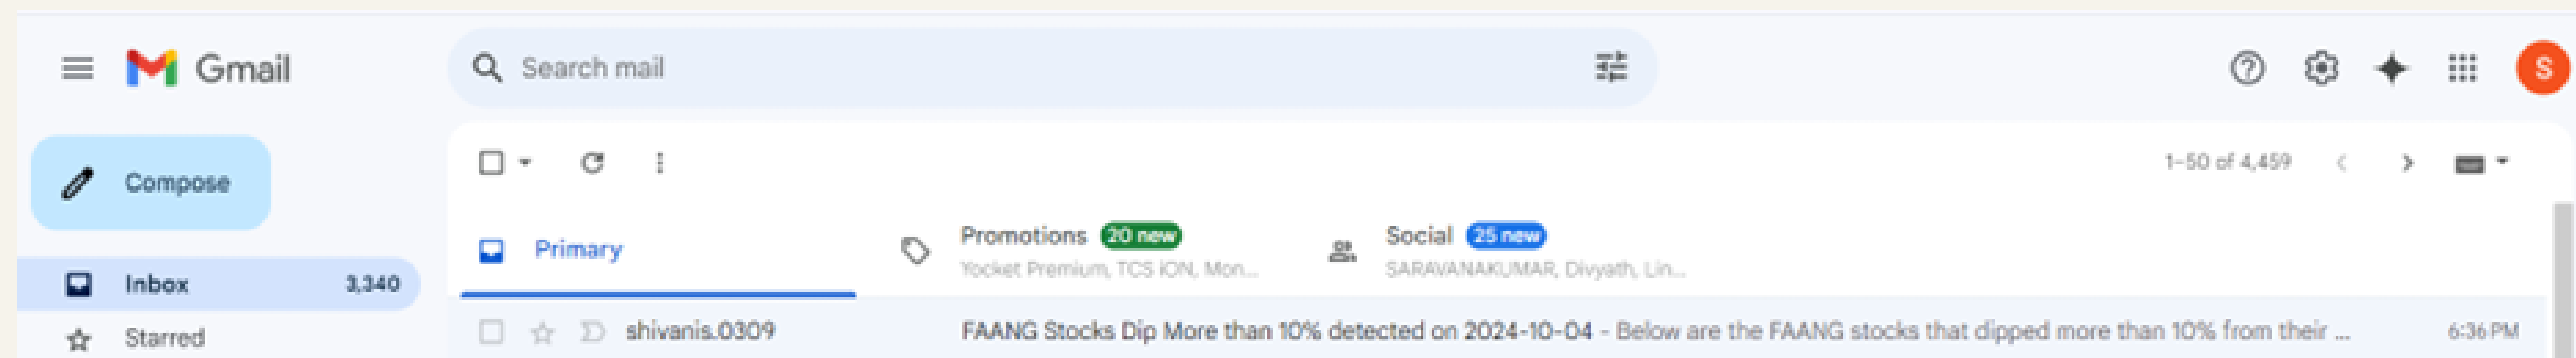 Gmail
Search mail
S
Compose
1–50 of 4,459
Primary
Promotions 20 new
Yocket Premium, TCS iON, Mon...
Social 25 new
SARAVANAKUMAR, Divyath, Lin...
Inbox 3,340
Starred
shivanis.0309 FAANG Stocks Dip More than 10% detected on 2024-10-04 - Below are the FAANG stocks that dipped more than 10% from their ... 6:36 PM